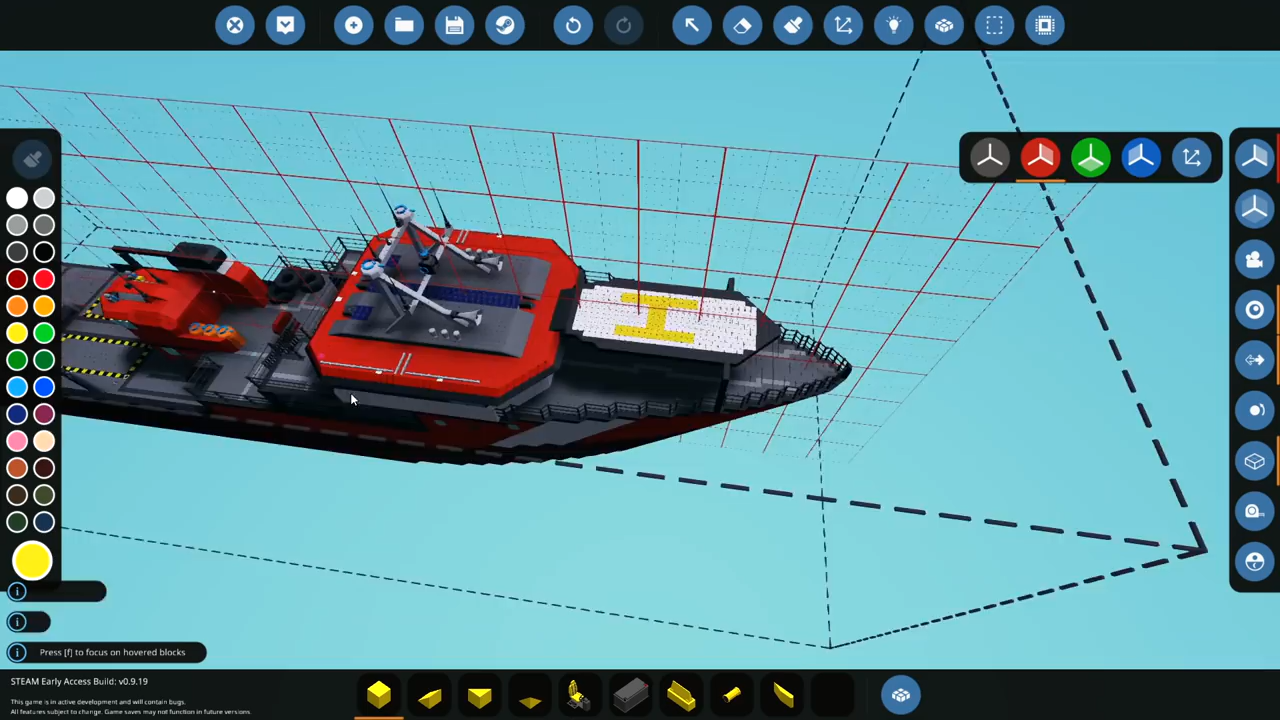 H
Press [f] to focus on hovered blocks
STEAM Early Access Build: v0.9.19
This game is in active development and will contain bugs.
All features subject to change. Game saves may not function in future versions.